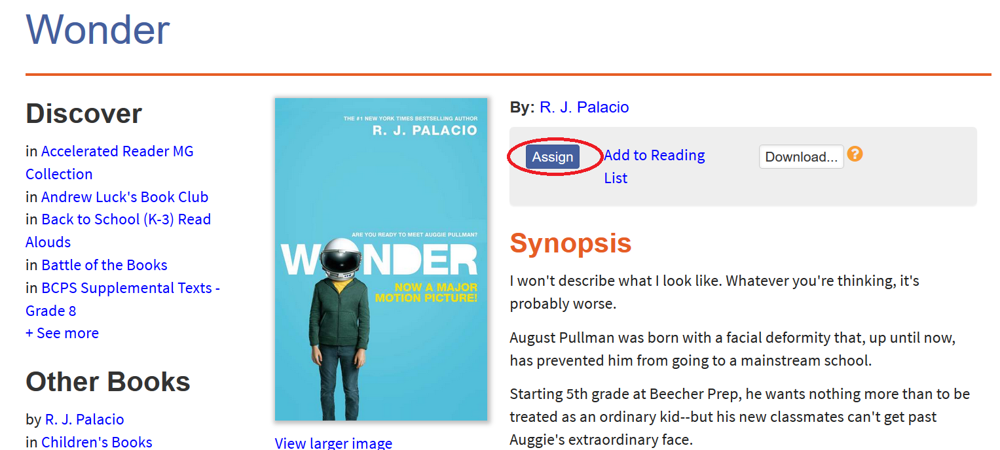 Wonder
Discover
in Accelerated Reader MG
Collection
in Andrew Luck's Book Club
in Back to School (K-3) Read
Alouds
in Battle of the Books
in BCPS Supplemental Texts -
Grade 8
+ See more
Other Books
by R. J. Palacio
in Children's Books
THE #1 NEW YORK TIMES BESTSELLING AUTHOR
R. J. PALACIO
ARE YOU READY TO MEET AUGGIE PULLMAN?
WONDER
NOW A MAJOR
MOTION PICTURE!
View larger image
By: R. J. Palacio
Assign
Add to Reading
List
Download...
?
Synopsis
I won't describe what I look like. Whatever you're thinking, it's
probably worse.
August Pullman was born with a facial deformity that, up until now,
has prevented him from going to a mainstream school.
Starting 5th grade at Beecher Prep, he wants nothing more than to be
treated as an ordinary kid--but his new classmates can't get past
Auggie's extraordinary face.